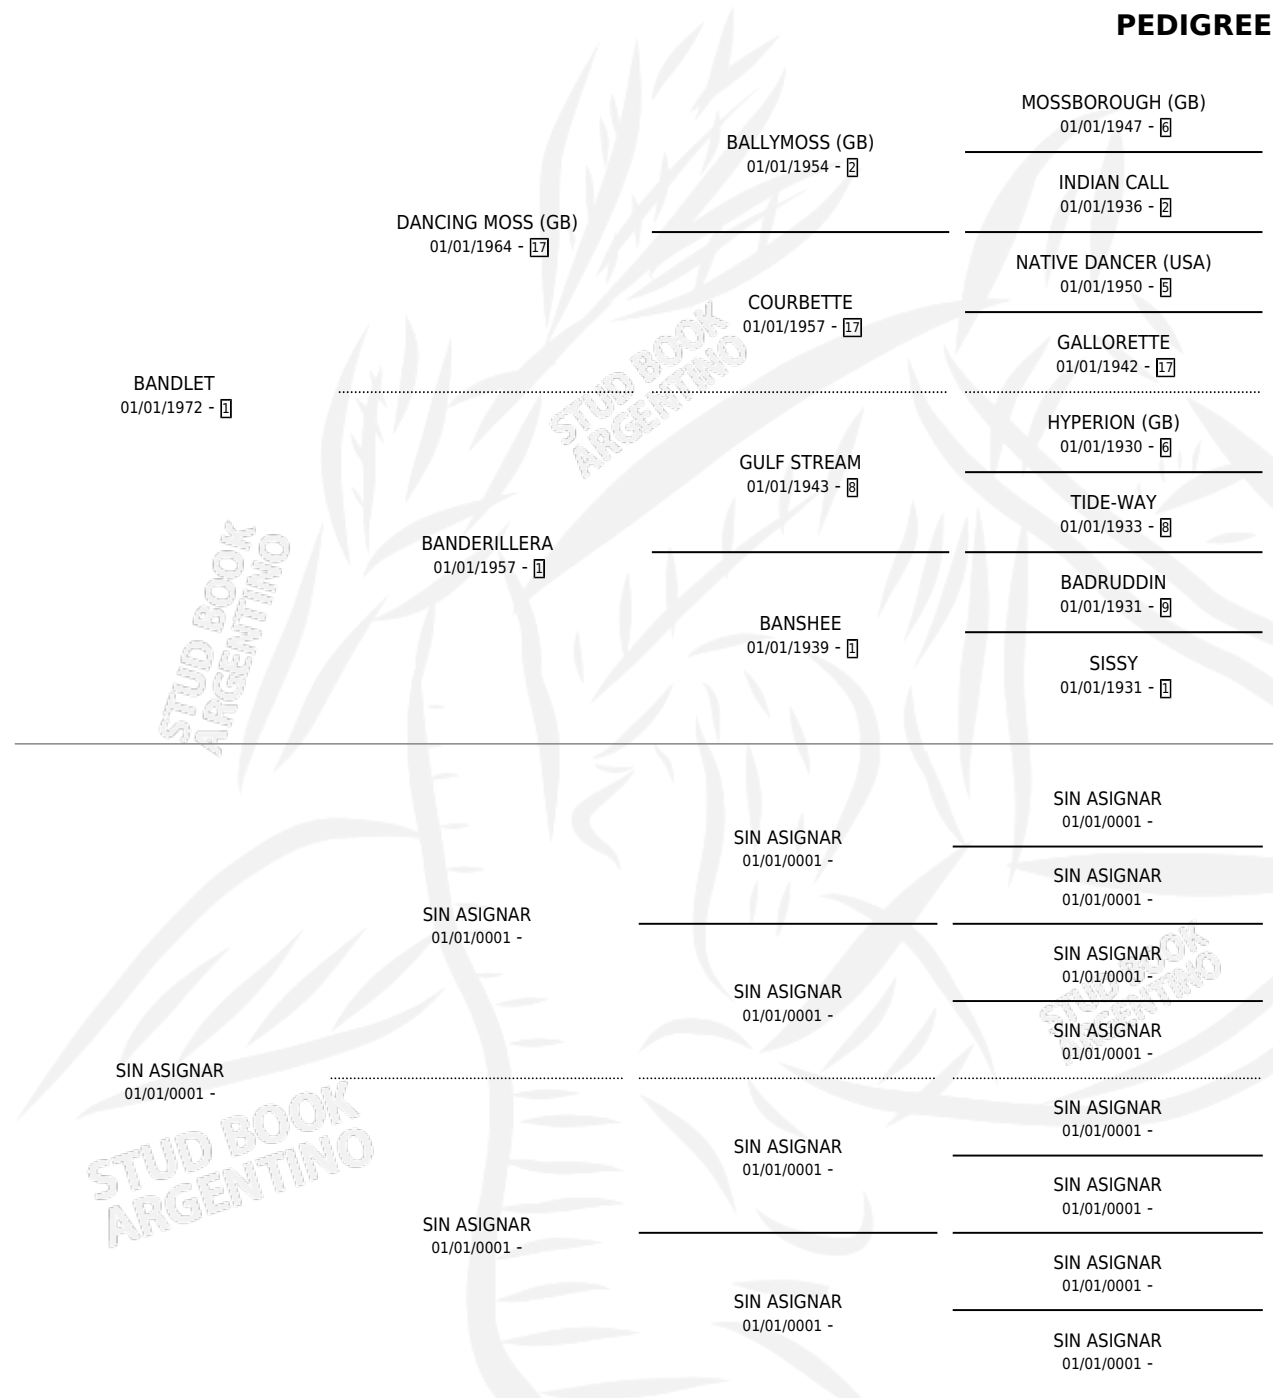 PEDIGREE
MOSSBOROUGH (GB)
01/01/1947 - 6
BALLYMOSS (GB)
01/01/1954 - 2
INDIAN CALL
01/01/1936 - 2
DANCING MOSS (GB)
01/01/1964 - 17
NATIVE DANCER (USA)
01/01/1950 - 5
COURBETTE
01/01/1957 - 17
GALLORETTE
01/01/1942 - 17
BANDLET
01/01/1972 - 1
HYPERION (GB)
01/01/1930 - 6
GULF STREAM
01/01/1943 - 8
TIDE-WAY
01/01/1933 - 8
BANDERILLERA
01/01/1957 - 1
BADRUDDIN
01/01/1931 - 9
BANSHEE
01/01/1939 - 1
SISSY
01/01/1931 - 1
STUD BOOK
ARGENTINO
STUD BOOK
ARGENTINO
SIN ASIGNAR
01/01/0001 -
SIN ASIGNAR
01/01/0001 -
SIN ASIGNAR
01/01/0001 -
SIN ASIGNAR
01/01/0001 -
SIN ASIGNAR
01/01/0001 -
SIN ASIGNAR
01/01/0001 -
SIN ASIGNAR
01/01/0001 -
SIN ASIGNAR
01/01/0001 -
SIN ASIGNAR
01/01/0001 -
SIN ASIGNAR
01/01/0001 -
SIN ASIGNAR
01/01/0001 -
SIN ASIGNAR
01/01/0001 -
SIN ASIGNAR
01/01/0001 -
SIN ASIGNAR
01/01/0001 -
SIN ASIGNAR
01/01/0001 -
STUD BOOK
ARGENTINO
STUD BOOK
ARGENTINO